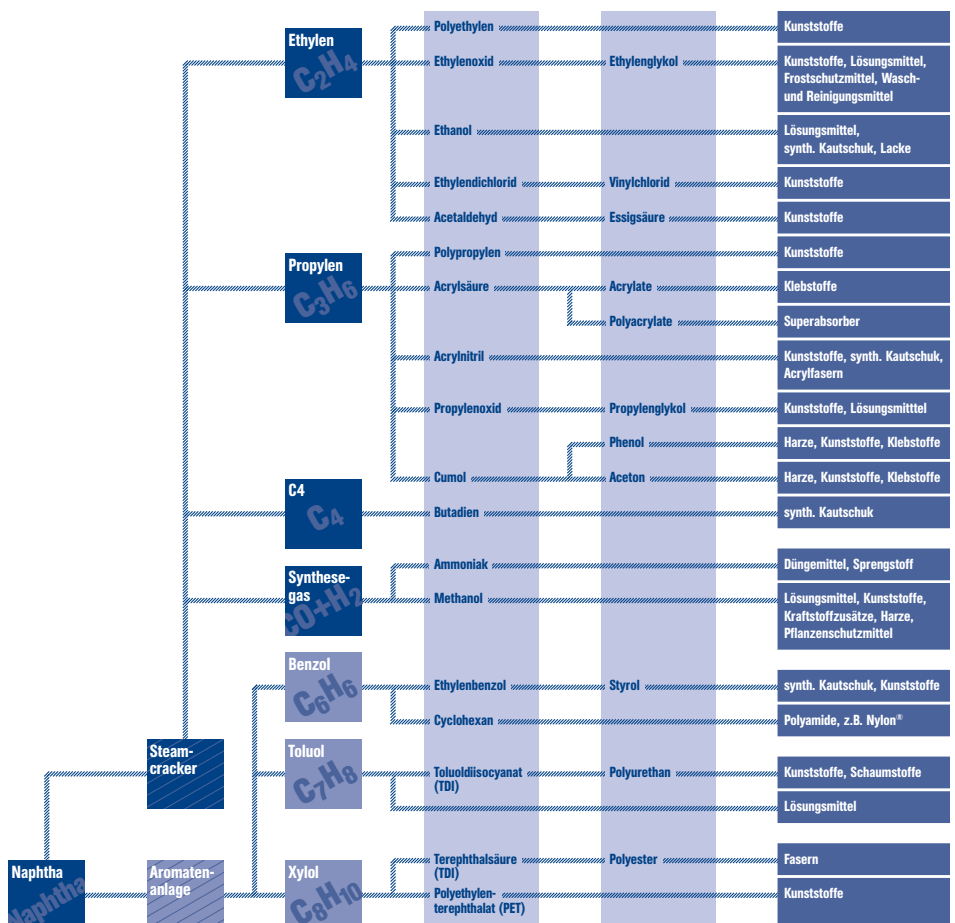 Ethylen
C2H4
Polyethylen
Kunststoffe
Ethylenoxid
Ethylenglykol
Kunststoffe, Lösungsmittel,
Frostschutzmittel, Wasch-
und Reinigungsmittel
Ethanol
Lösungsmittel,
synth. Kautschuk, Lacke
Ethylendichlorid
Vinylchlorid
Kunststoffe
Acetaldehyd
Essigsäure
Kunststoffe
Propylen
C3H6
Polypropylen
Kunststoffe
Acrylsäure
Acrylate
Klebstoffe
Polyacrylate
Superabsorber
Acrylnitril
Kunststoffe, synth. Kautschuk,
Acrylfasern
Propylenoxid
Propylenglykol
Kunststoffe, Lösungsmitttel
Phenol
Harze, Kunststoffe, Klebstoffe
Cumol
Aceton
Harze, Kunststoffe, Klebstoffe
C4
C4
Butadien
synth. Kautschuk
Synthese-
gas
CO+H2
Ammoniak
Düngemittel, Sprengstoff
Methanol
Lösungsmittel, Kunststoffe,
Kraftstoffzusätze, Harze,
Pflanzenschutzmittel
Benzol
C6H6
Ethylenbenzol
Styrol
synth. Kautschuk, Kunststoffe
Cyclohexan
Polyamide, z.B. Nylon®
Steam-
cracker
Toluol
C7H8
Toluoldiisocyanat
(TDI)
Polyurethan
Kunststoffe, Schaumstoffe
Lösungsmittel
Naphtha
Naphtha
Aromaten-
anlage
Xylol
C8H10
Terephthalsäure
(TDI)
Polyester
Fasern
Polyethylen-
terephthalat (PET)
Kunststoffe